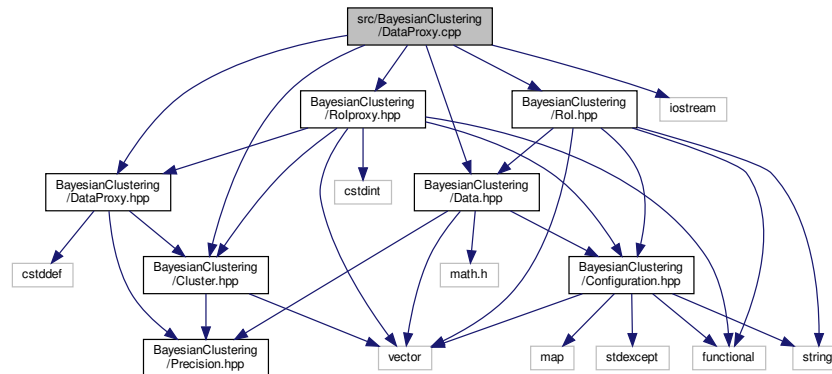 src/BayesianClustering
/DataProxy.cpp
BayesianClustering
/RoIproxy.hpp
BayesianClustering
/RoI.hpp
iostream
BayesianClustering
/DataProxy.hpp
cstdint
BayesianClustering
/Data.hpp
cstddef
BayesianClustering
/Cluster.hpp
math.h
BayesianClustering
/Configuration.hpp
BayesianClustering
/Precision.hpp
vector
map
stdexcept
functional
string